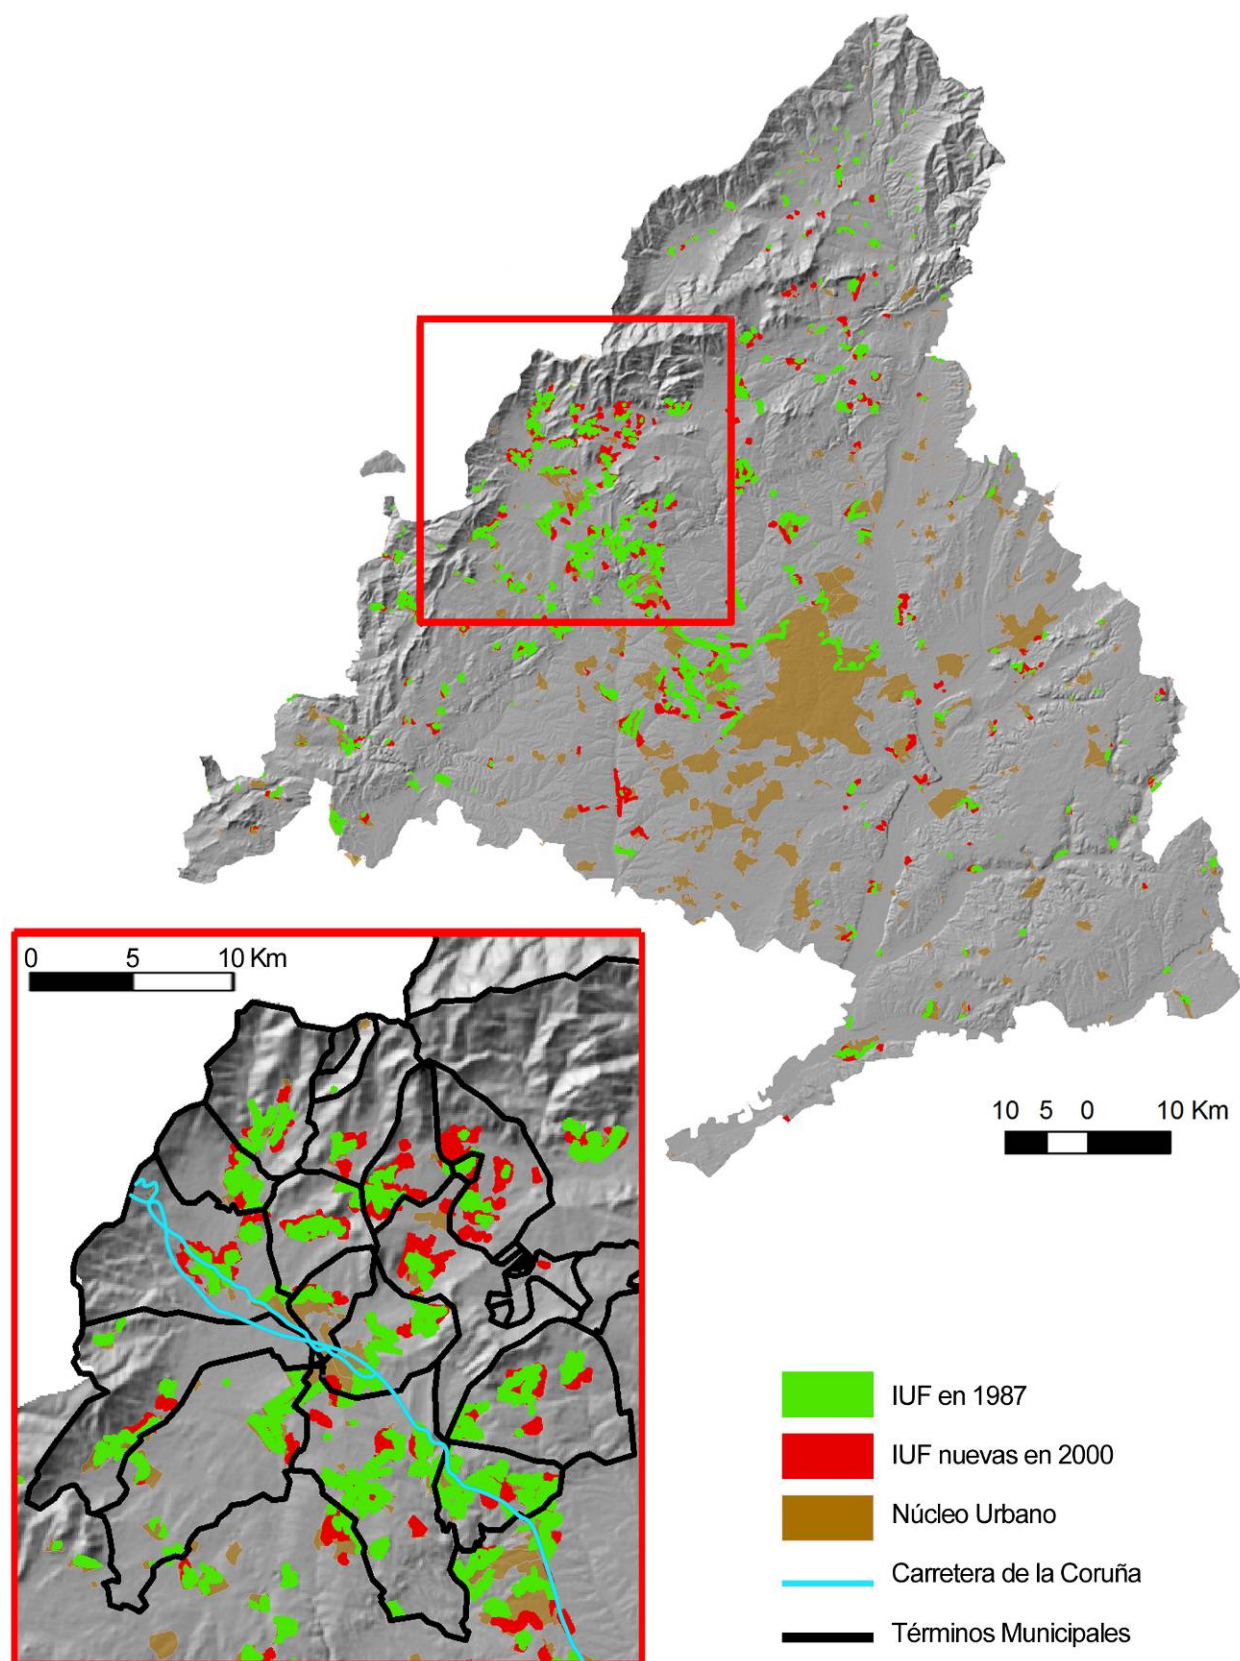 0 5 10 Km
10 5 0 10 Km
IUF en 1987
IUF nuevas en 2000
Núcleo Urbano
Carretera de la Coruña
Términos Municipales